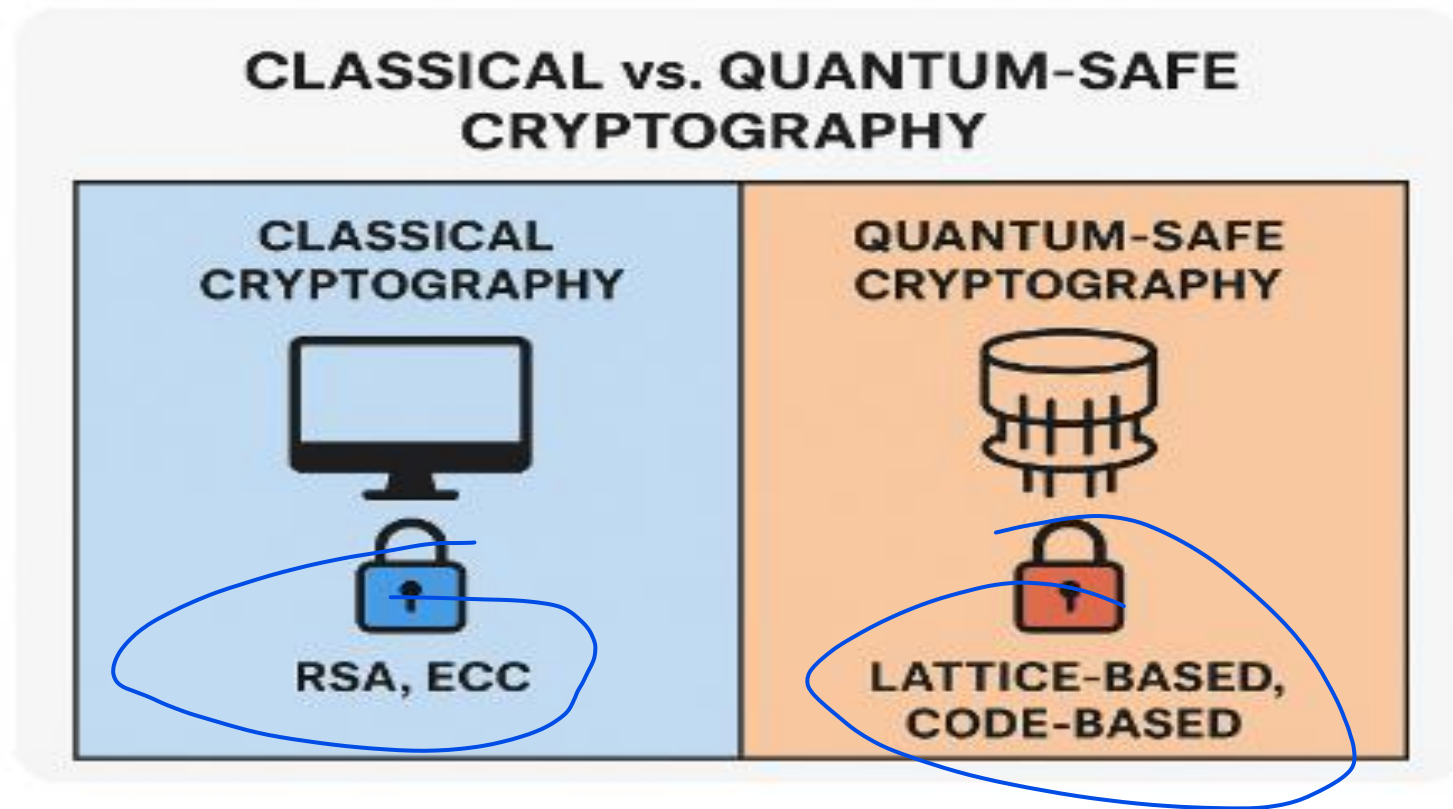 CLASSICAL vs. QUANTUM-SAFE
CRYPTOGRAPHY
CLASSICAL
CRYPTOGRAPHY
RSA, ECC
QUANTUM-SAFE
CRYPTOGRAPHY
LATTICE-BASED,
CODE-BASED